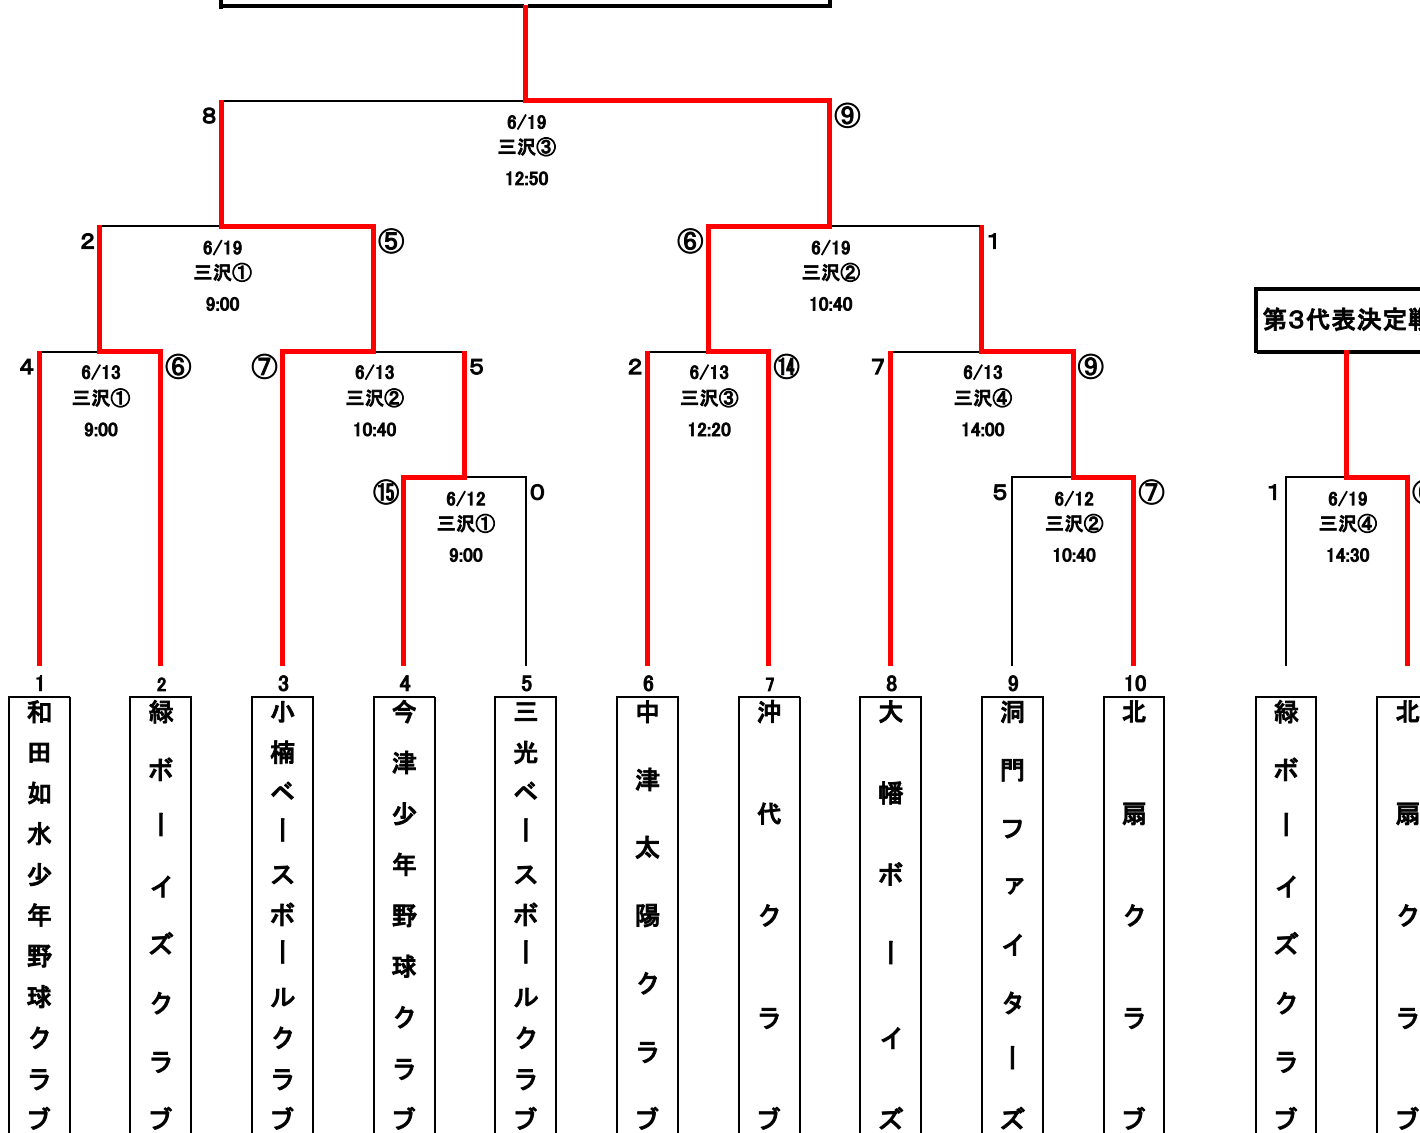 8
⑨
6/19
三沢③
12:50
2
⑤
⑥
1
6/19
三沢①
9:00
6/19
三沢②
10:40
第3代表決定戦
4
⑥
⑦
5
2
⑭
7
⑨
6/13
三沢①
9:00
6/13
三沢②
10:40
6/13
三沢③
12:20
6/13
三沢④
14:00
⑮
0
5
⑦
1
6/12
三沢①
9:00
6/12
三沢②
10:40
6/19
三沢④
14:30
1
2
3
4
5
6
7
8
9
10
和田如水少年野球クラブ
緑ボーイズクラブ
小楠ベースボールクラブ
今津少年野球クラブ
三光ベースボールクラブ
中津太陽クラブ
沖代クラブ
大幡ボーイズ
洞門ファイターズ
北扇クラブ
緑ボーイズクラブ
北扇クラブ